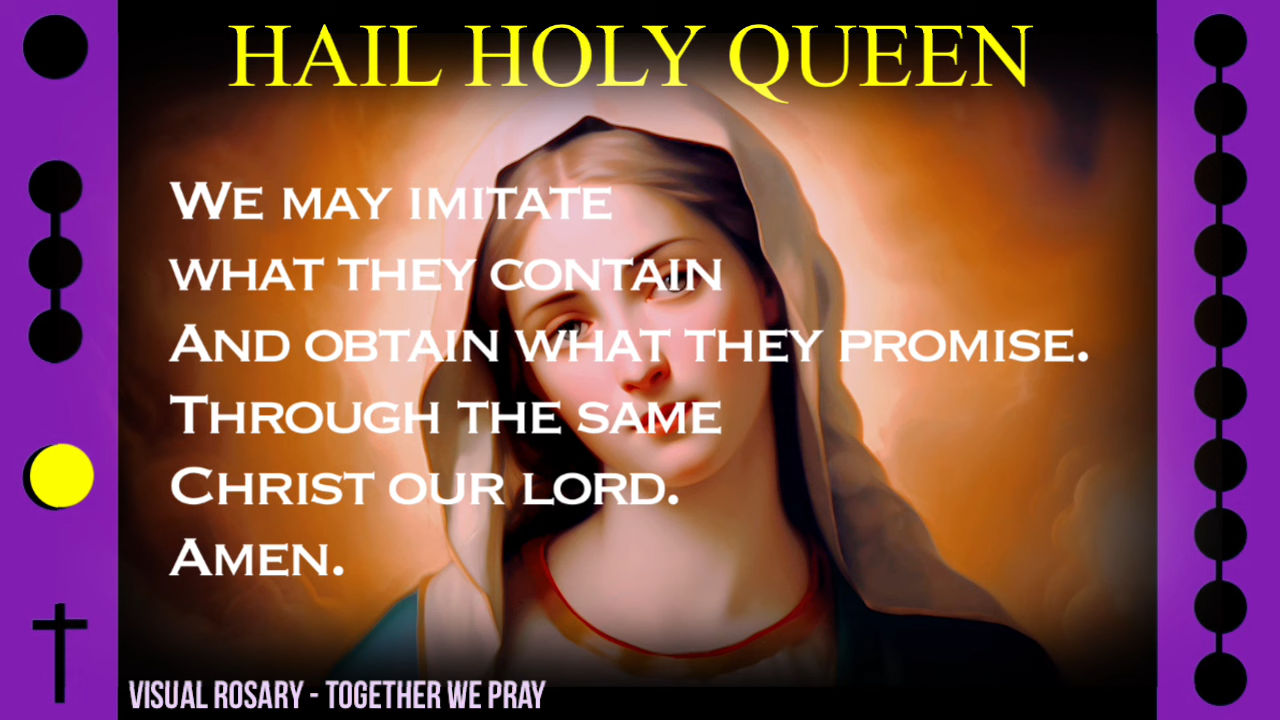 HAIL HOLY QUEEN
WE MAY IMITATE
WHAT THEY CONTAIN
AND OBTAIN WHAT THEY PROMISE.
THROUGH THE SAME
CHRIST OUR LORD.
AMEN.
VISUAL ROSARY - TOGETHER WE PRAY